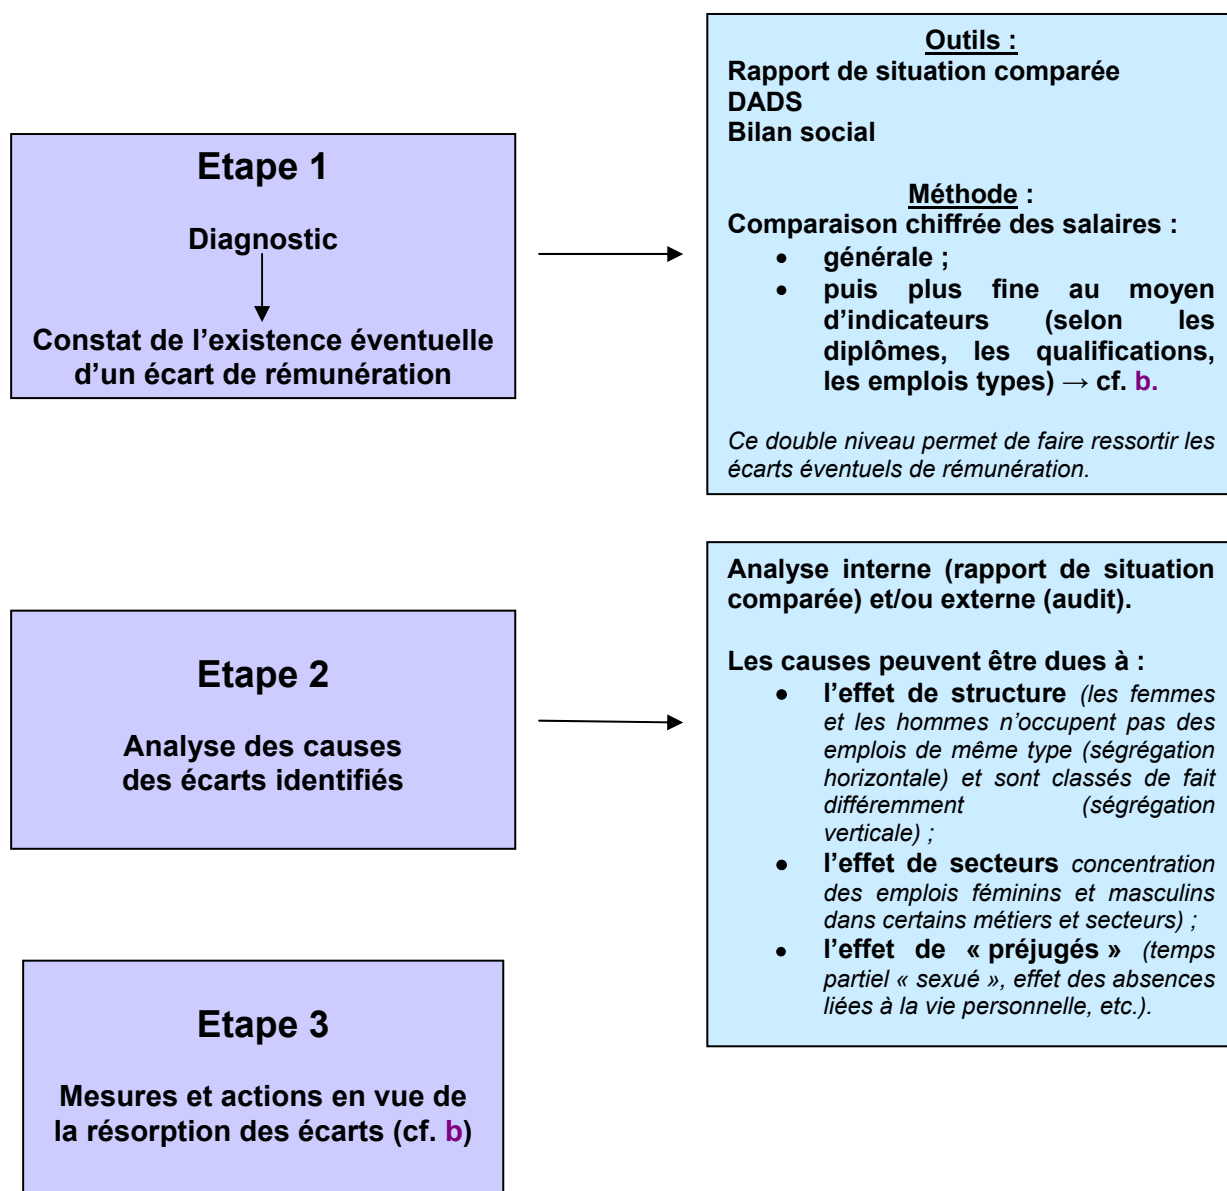 Etape 1
Diagnostic
Constat de l’existence éventuelle
d’un écart de rémunération
Outils :
Rapport de situation comparée
DADS
Bilan social
Méthode :
Comparaison chiffrée des salaires :
• générale ;
• puis plus fine au moyen
d’indicateurs (selon les
diplômes, les qualifications,
les emplois types) → cf. b.
Ce double niveau permet de faire ressortir les
écarts éventuels de rémunération.
Etape 2
Analyse des causes
des écarts identifiés
Analyse interne (rapport de situation
comparée) et/ou externe (audit).
Les causes peuvent être dues à :
• l’effet de structure (les femmes
et les hommes n’occupent pas des
emplois de même type (ségrégation
horizontale) et sont classés de fait
différemment (ségrégation
verticale) ;
• l’effet de secteurs concentration
des emplois féminins et masculins
dans certains métiers et secteurs) ;
• l’effet de « préjugés » (temps
partiel « sexué », effet des absences
liées à la vie personnelle, etc.).
Etape 3
Mesures et actions en vue de
la résorption des écarts (cf. b)